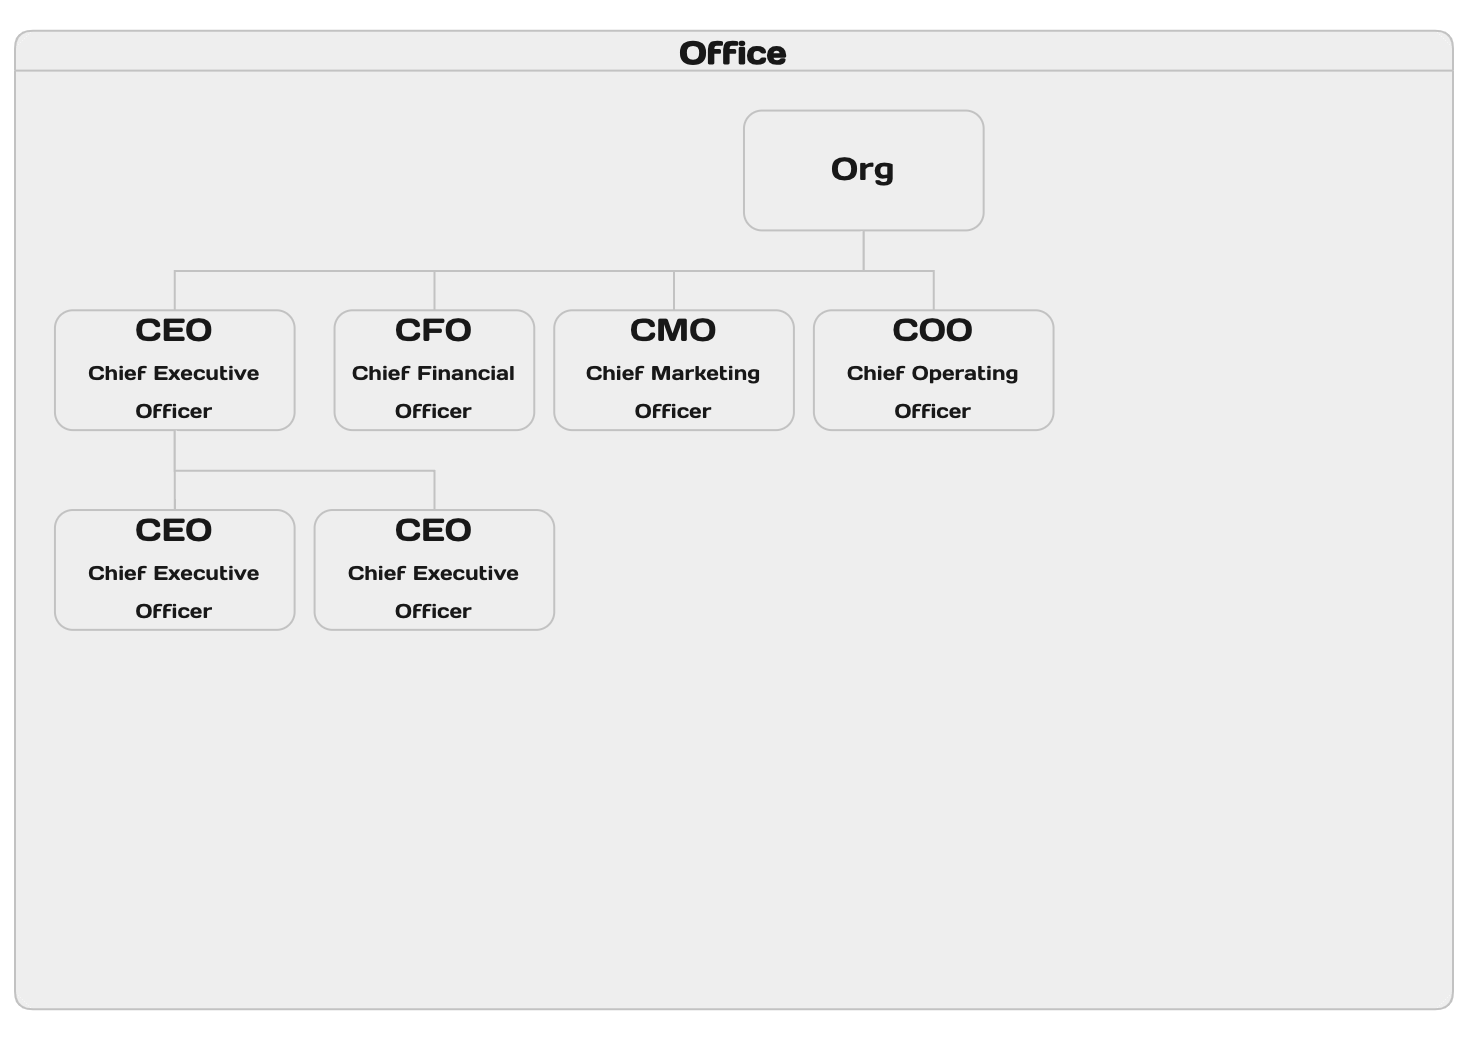 Office
Org
CEO
Chief Executive
Officer
CFO
Chief Financial
Officer
CMO
Chief Marketing
Officer
COO
Chief Operating
Officer
CEO
Chief Executive
Officer
CEO
Chief Executive
Officer